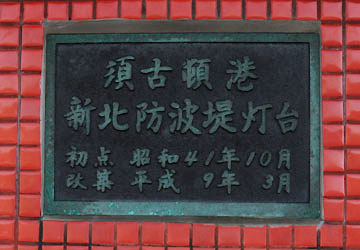 須古頓港
新北防波堤灯台
初点 昭和41年10月
改築 平成 9年 3月